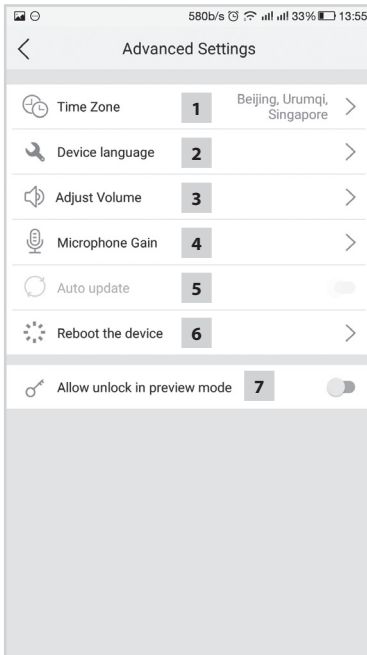 580b/s 33% 13:55
Advanced Settings
Time Zone 1 Beijing, Urumqi,
Singapore
Device language 2
Adjust Volume 3
Microphone Gain 4
Auto update 5
Reboot the device 6
Allow unlock in preview mode 7